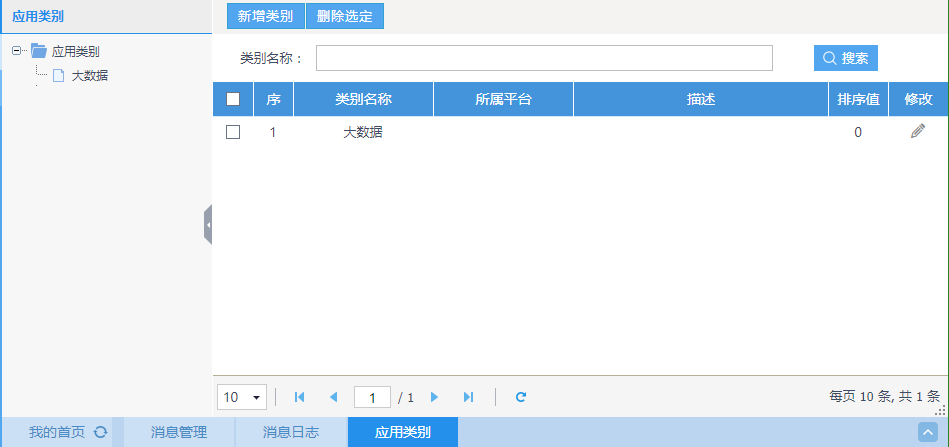 应用类别
新增类别 删除选定
应用类别
大数据
类别名称： 搜索
序 类别名称 所属平台 描述 排序值 修改
1 大数据 0
10 1 / 1 每页 10 条, 共 1 条
我的首页 消息管理 消息日志 应用类别